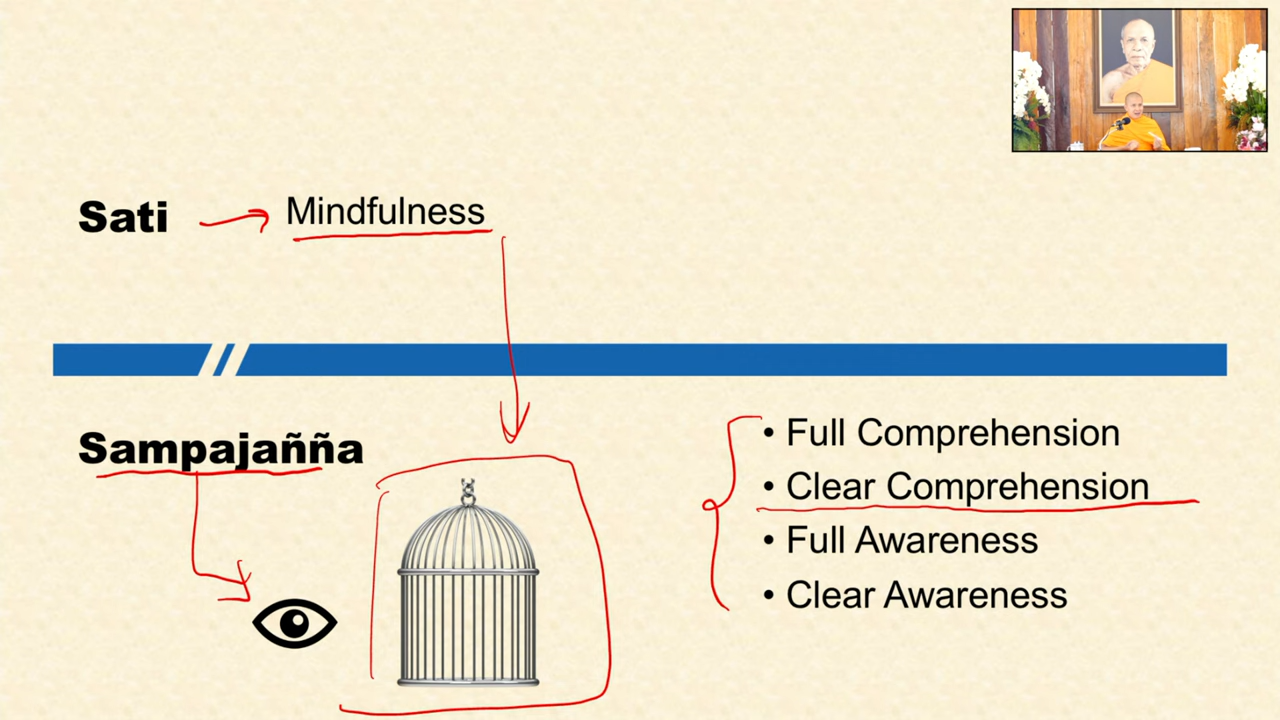 Sati
Mindfulness
Sampajañña
• Full Comprehension
• Clear Comprehension
• Full Awareness
• Clear Awareness